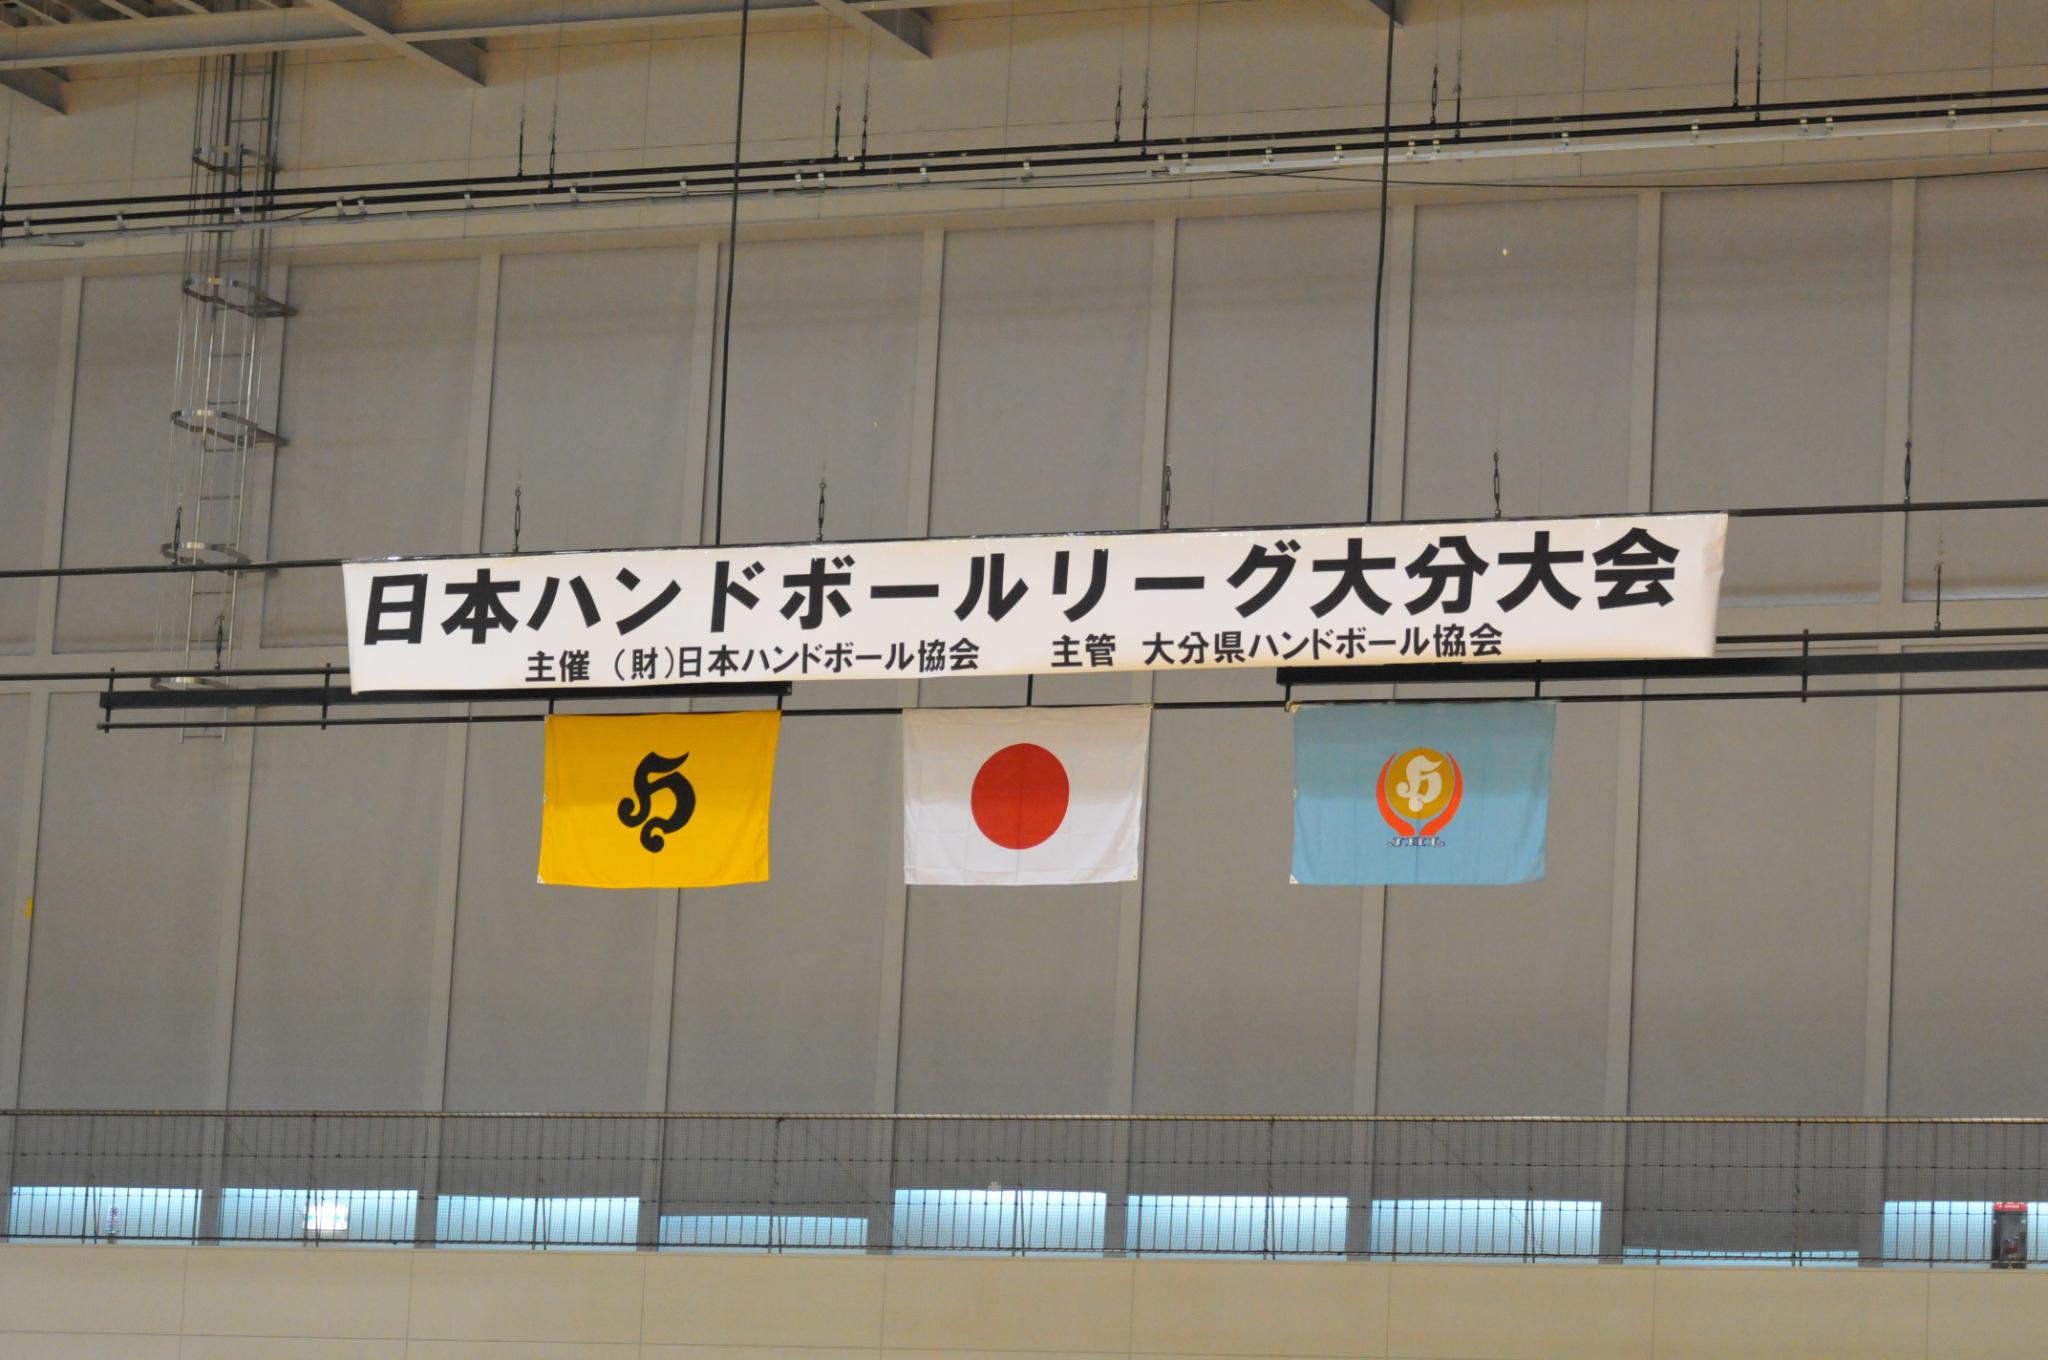 日本ハンドボールリーグ大分大会
主催 (財)日本ハンドボール協会 主管 大分県ハンドボール協会
JHL